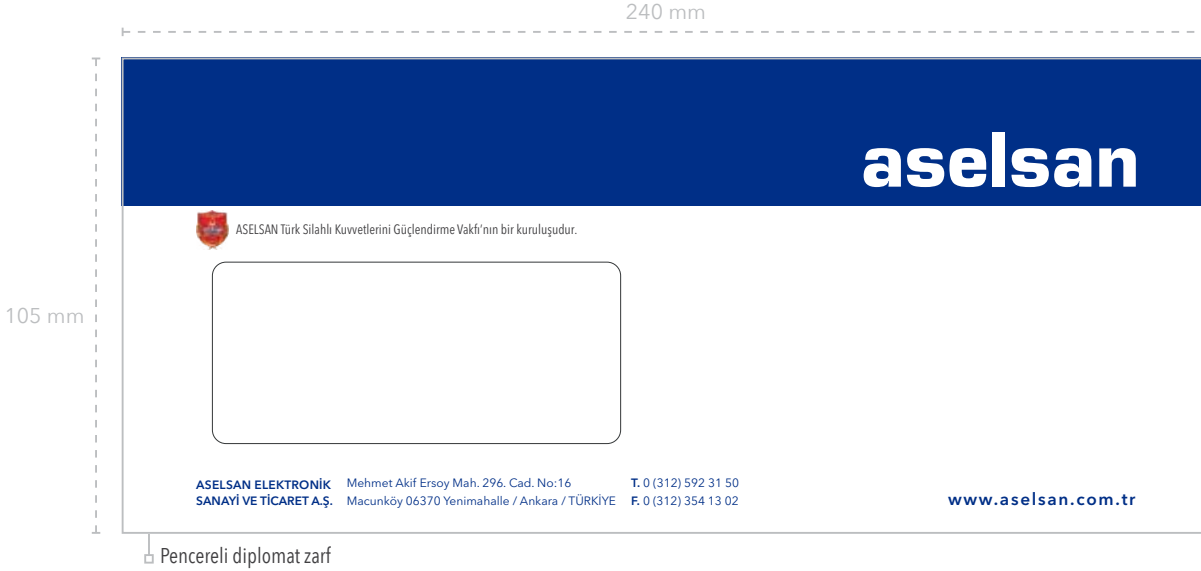 240 mm
aselsan
ASELSAN Türk Silahlı Kuvvetlerini Güçlendirme Vakfı'nın bir kuruluşudur.
105 mm
ASELSAN ELEKTRONİK Mehmet Akif Ersoy Mah. 296. Cad. No:16 T. 0 (312) 592 31 50
SANAYİ VE TİCARET A.Ş. Macunköy 06370 Yenimahalle / Ankara / TÜRKİYE F. 0 (312) 354 13 02
www.aselsan.com.tr
Pencereli diplomat zarf